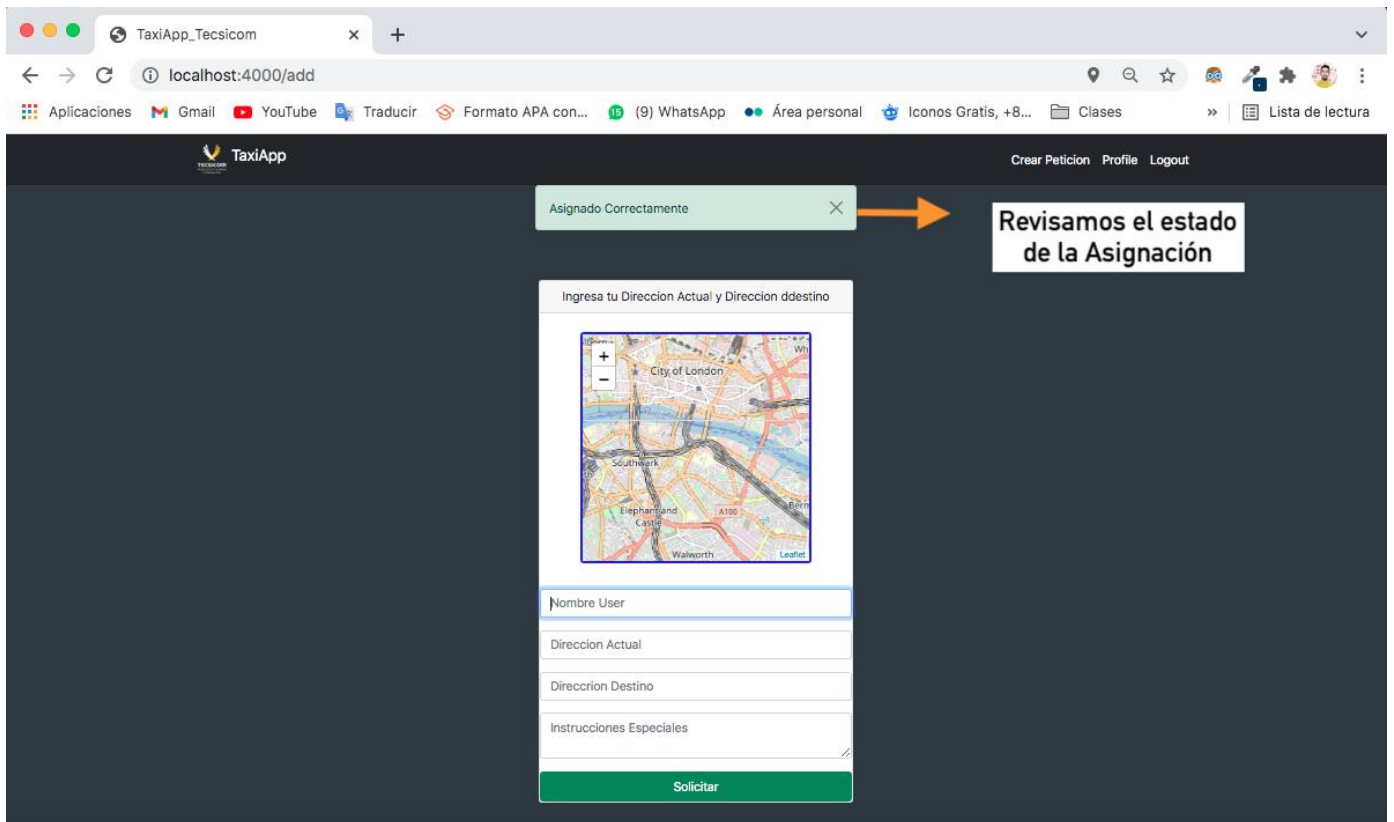 TaxiApp_Tecsicom
localhost:4000/add
Aplicaciones
Gmail
YouTube
Traducir
Formato APA con...
(9) WhatsApp
Área personal
Iconos Gratis, +8...
Clases
»
Lista de lectura
TECSICOM
TaxiApp
Crear Peticion
Profile
Logout
Asignado Correctamente
Revisamos el estado
de la Asignación
Ingresa tu Direccion Actual y Direccion ddestino
+
−
Wh
City of London
Southwark
Elephant and
Castle
A100
Berm
Walworth
Leaflet
Nombre User
Direccion Actual
Direccrion Destino
Instrucciones Especiales
Solicitar